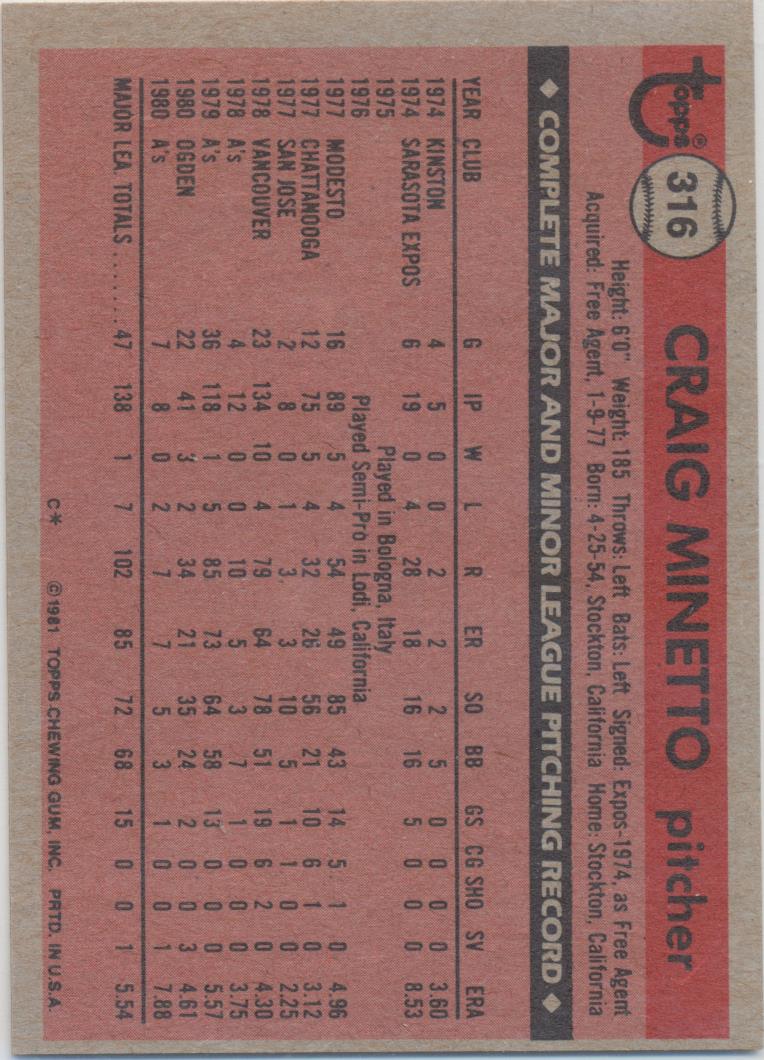 Topps® 316 CRAIG MINETTO pitcher
Height: 6'0" Weight: 185 Throws: Left Bats: Left Signed: Expos-1974, as Free Agent
Acquired: Free Agent, 1-9-77 Born: 4-25-54, Stockton, California Home: Stockton, California
◆ COMPLETE MAJOR AND MINOR LEAGUE PITCHING RECORD ◆
YEAR CLUB G IP W L R ER SO BB GS CG SHO SV ERA
1974 KINSTON 4 5 0 0 2 2 2 5 0 0 0 0 3.60
1974 SARASOTA EXPOS 6 19 0 4 28 18 16 16 5 0 0 0 8.53
1975 Played in Bologna, Italy
1976 Played Semi-Pro in Lodi, California
1977 MODESTO 16 89 5 4 54 49 85 43 14 5 1 0 4.96
1977 CHATTANOOGA 12 75 5 4 32 26 56 21 10 6 1 0 3.12
1977 SAN JOSE 2 8 0 1 3 3 10 5 1 1 0 0 2.25
1978 VANCOUVER 23 134 10 4 79 64 78 51 19 6 2 0 4.30
1978 A's 4 12 0 0 10 5 3 7 1 0 0 0 3.75
1979 A's 36 118 1 5 85 73 64 58 13 0 0 0 5.57
1980 OGDEN 22 41 3 2 34 21 35 24 2 0 0 3 4.61
1980 A's 7 8 0 2 7 7 5 3 1 0 0 1 7.88
MAJOR LEA. TOTALS ....... 47 138 1 7 102 85 72 68 15 0 0 1 5.54
C* ©1981 TOPPS CHEWING GUM, INC. PRTD. IN U.S.A.